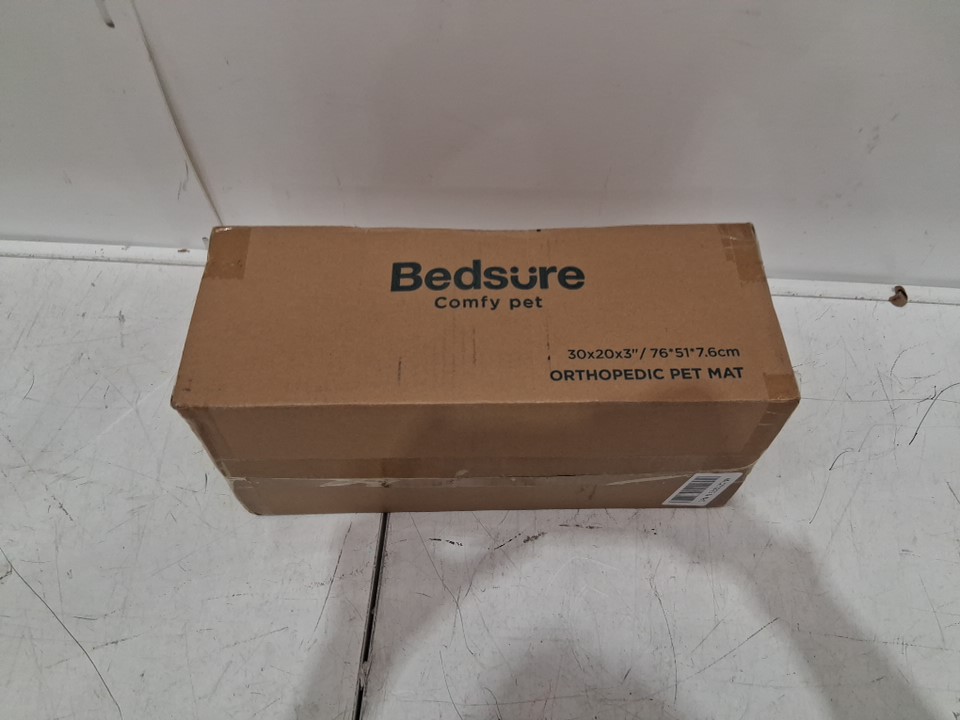 Bedsure
Comfy pet
30x20x3"/ 76*51*7.6cm
ORTHOPEDIC PET MAT